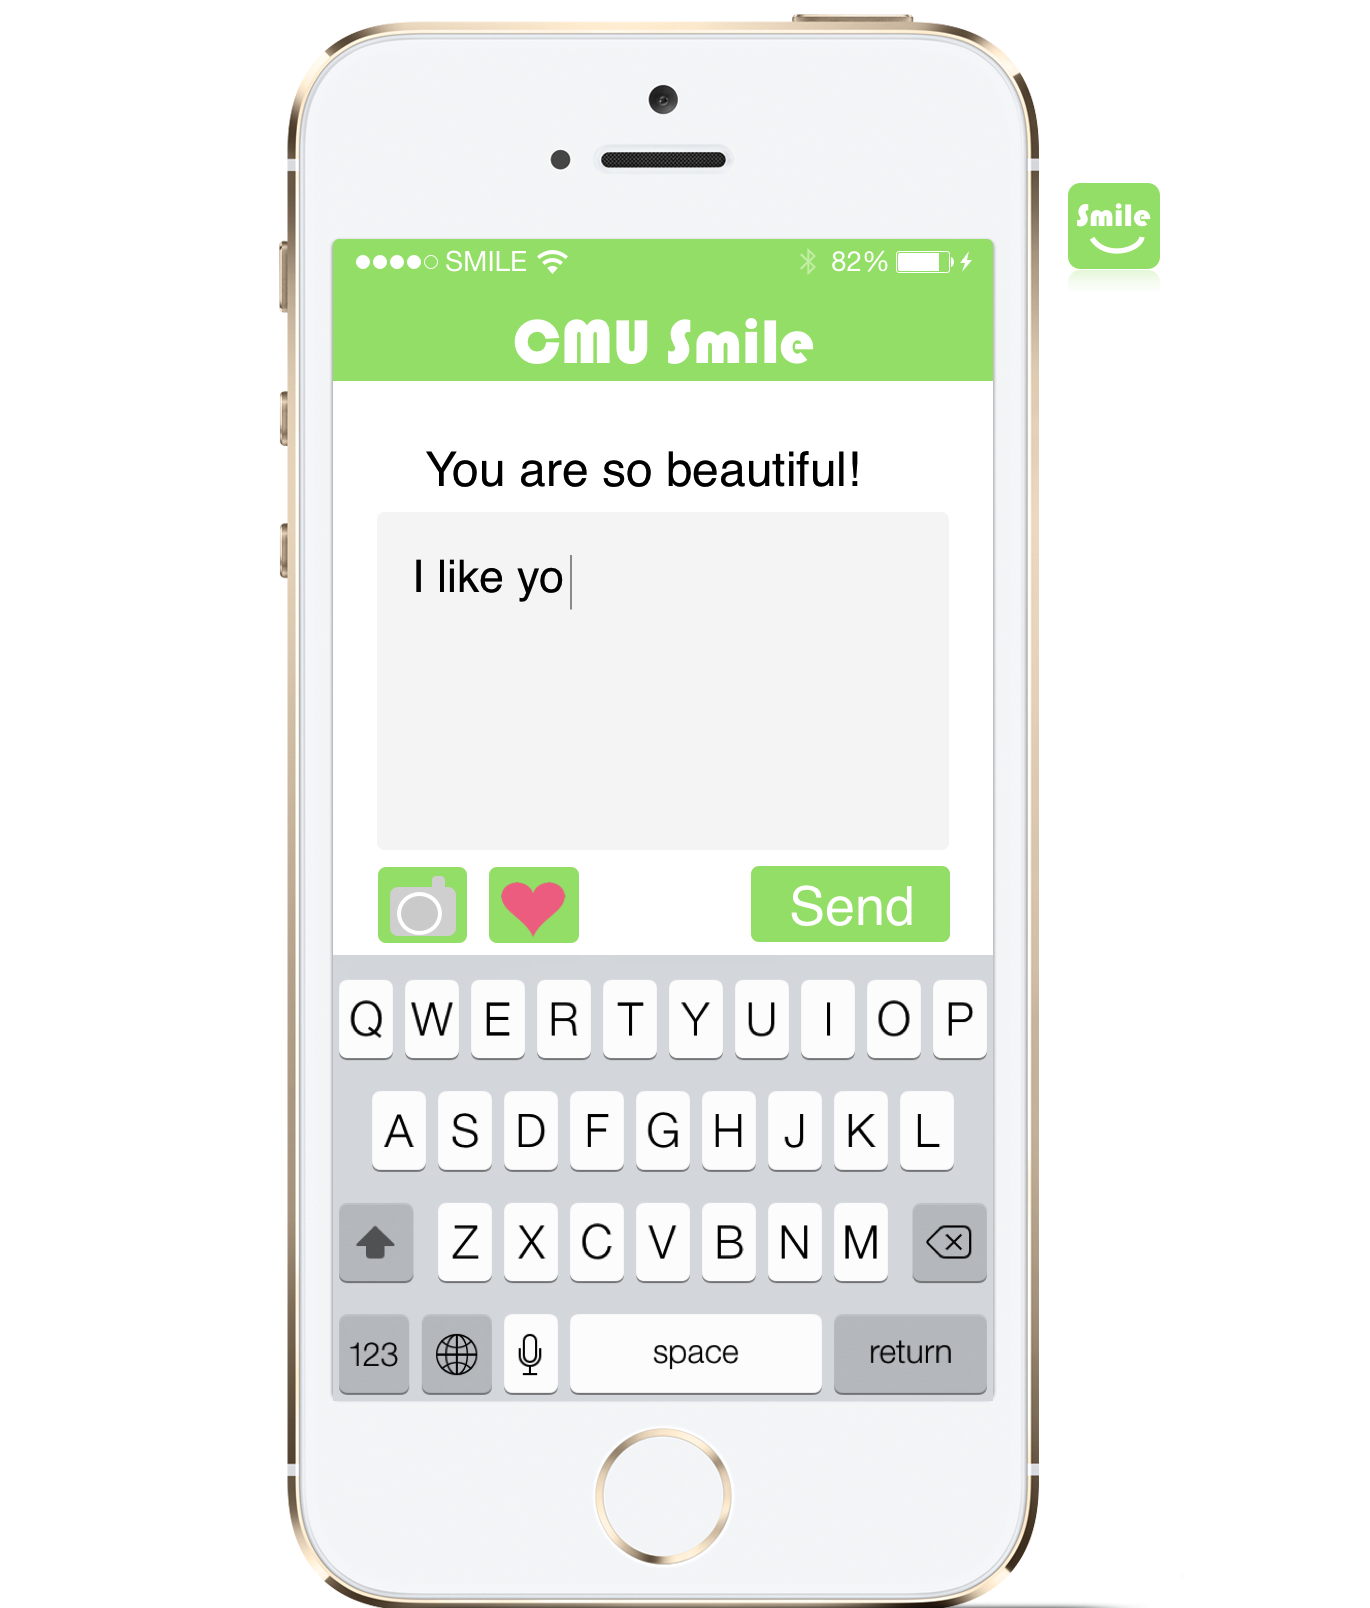 SMILE 82%
Smile
CMU Smile
You are so beautiful!
I like yo
Send
Q W E R T Y U I O P
A S D F G H J K L
Z X C V B N M
123 space return